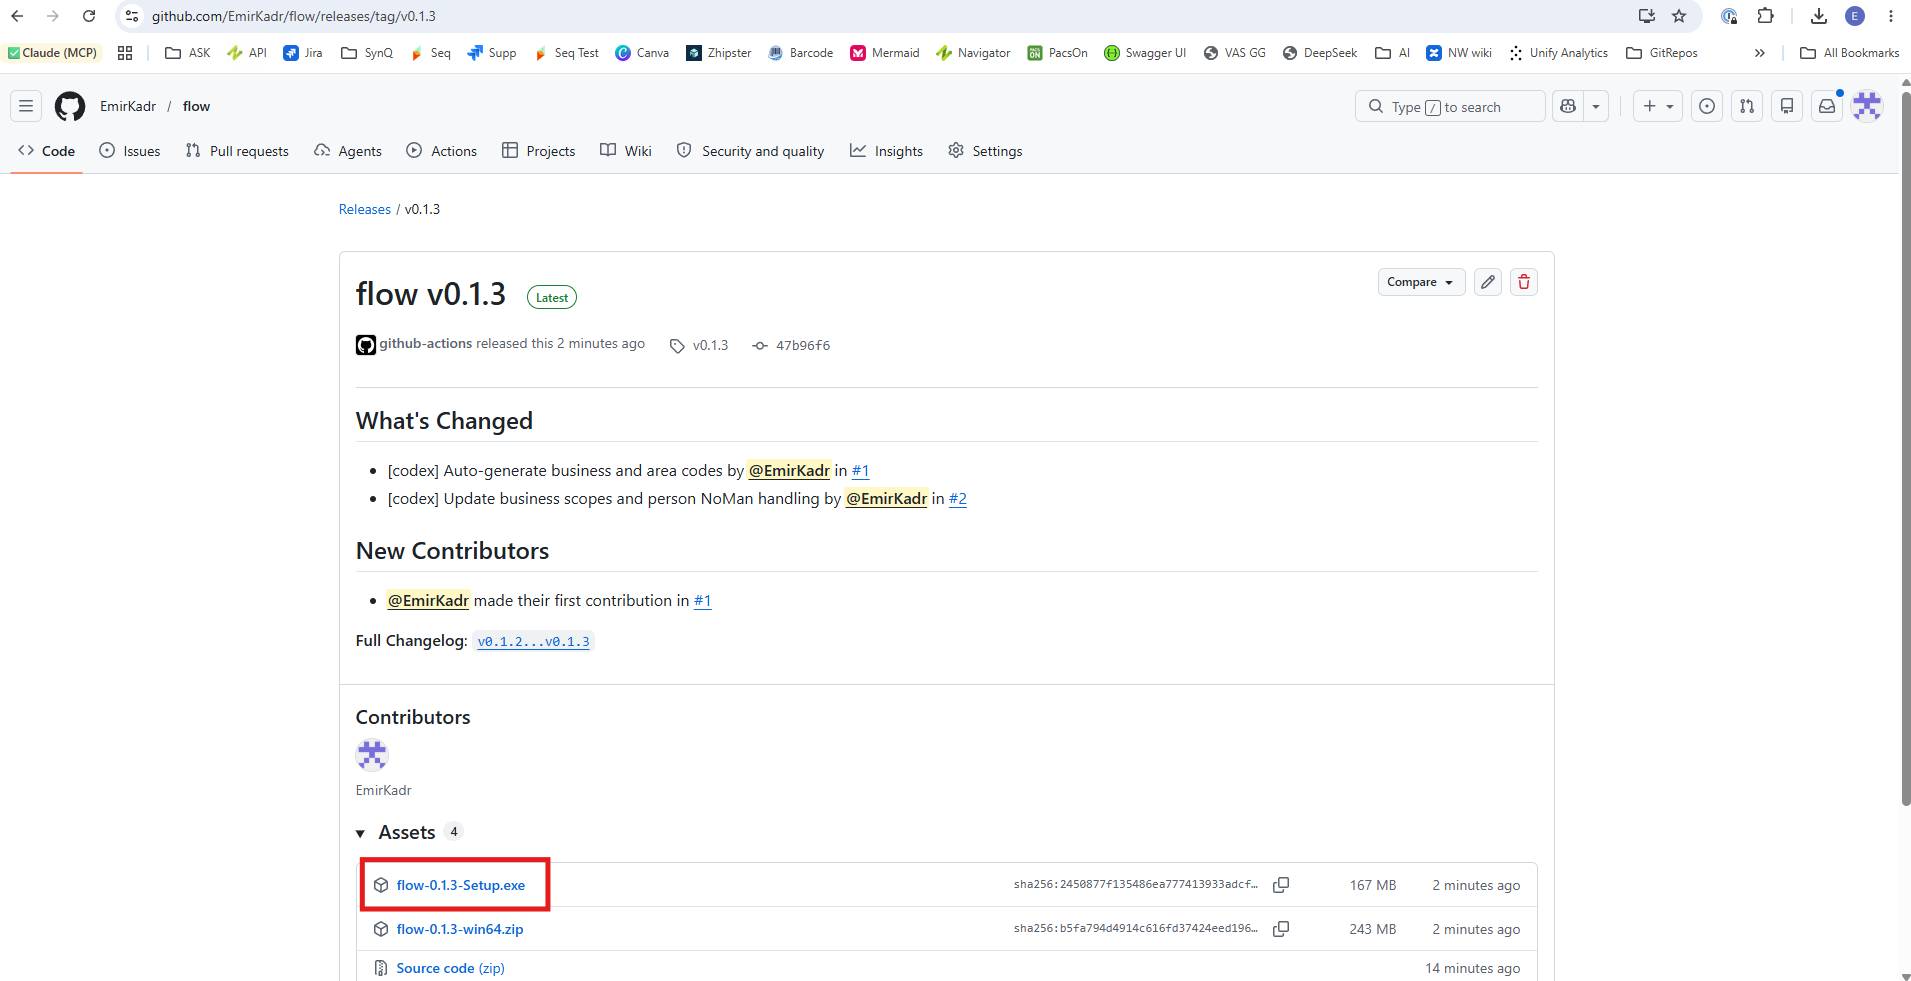 github.com/EmirKadr/flow/releases/tag/v0.1.3
Claude (MCP) ASK API Jira SynQ Seq Supp Seq Test Canva Zhipster Barcode Mermaid Navigator PacsOn Swagger UI VAS GG DeepSeek AI NW wiki Unify Analytics GitRepos » All Bookmarks
EmirKadr / flow Type / to search
Code Issues Pull requests Agents Actions Projects Wiki Security and quality Insights Settings
Releases / v0.1.3
flow v0.1.3 Latest Compare
github-actions released this 2 minutes ago v0.1.3 47b96f6
What's Changed
• [codex] Auto-generate business and area codes by @EmirKadr in #1
• [codex] Update business scopes and person NoMan handling by @EmirKadr in #2
New Contributors
• @EmirKadr made their first contribution in #1
Full Changelog: v0.1.2...v0.1.3
Contributors
EmirKadr
Assets 4
flow-0.1.3-Setup.exe sha256:2450877f135486ea777413933adcf... 167 MB 2 minutes ago
flow-0.1.3-win64.zip sha256:b5fa794d4914c616fd37424eed196... 243 MB 2 minutes ago
Source code (zip) 14 minutes ago